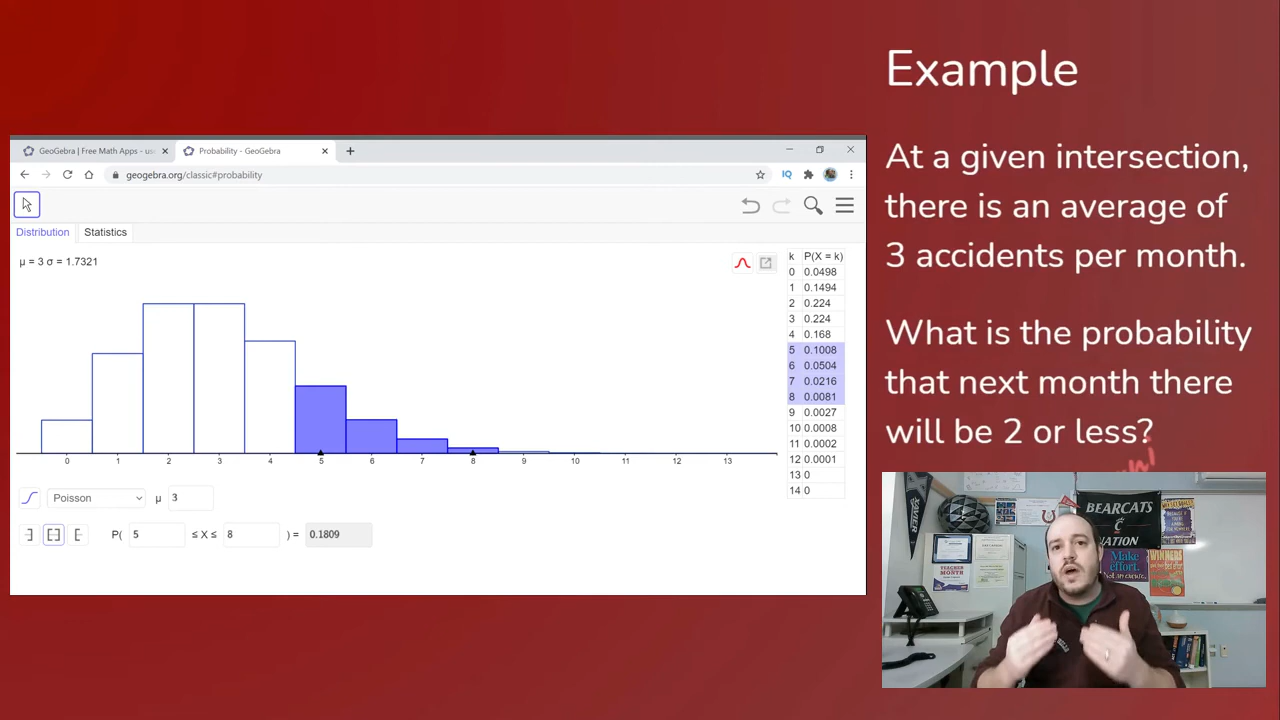 Example
At a given intersection,
there is an average of
3 accidents per month.
What is the probability
that next month there
will be 2 or less?
GeoGebra | Free Math Apps - us
Probability - GeoGebra
geogebra.org/classic#probability
IQ
Distribution Statistics
μ = 3 σ = 1.7321
k P(X = k)
0 0.0498
1 0.1494
2 0.224
3 0.224
4 0.168
5 0.1008
6 0.0504
7 0.0216
8 0.0081
9 0.0027
10 0.0008
11 0.0002
12 0.0001
13 0
14 0
0 1 2 3 4 5 6 7 8 9 10 11 12 13
Poisson μ 3
P( 5 ≤ X ≤ 8 ) = 0.1809
XAVIER
BEARCATS
NATION
TEACHER
MONTH
Make
effort.
WINNERS